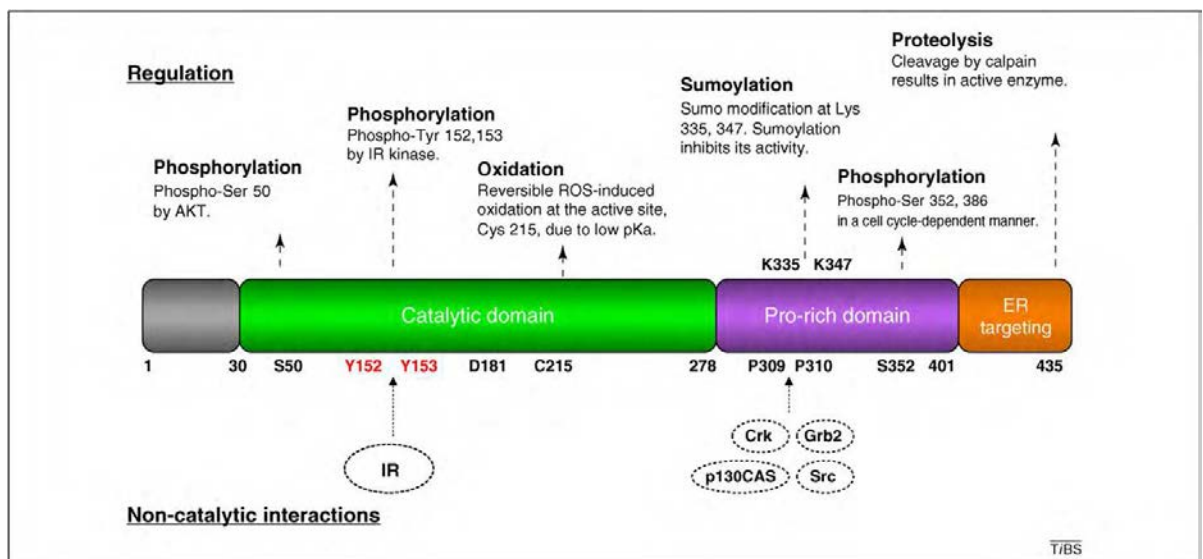 Regulation
Phosphorylation
Phospho-Ser 50
by AKT.
Phosphorylation
Phospho-Tyr 152,153
by IR kinase.
Oxidation
Reversible ROS-induced
oxidation at the active site,
Cys 215, due to low pKa.
Sumoylation
Sumo modification at Lys
335, 347. Sumoylation
inhibits its activity.
Phosphorylation
Phospho-Ser 352, 386
in a cell cycle-dependent manner.
Proteolysis
Cleavage by calpain
results in active enzyme.
K335 K347
Catalytic domain
Pro-rich domain
ER
targeting
1 30 S50 Y152 Y153 D181 C215 278 P309 P310 S352 401 435
IR
Crk Grb2
p130CAS Src
Non-catalytic interactions
TiBS